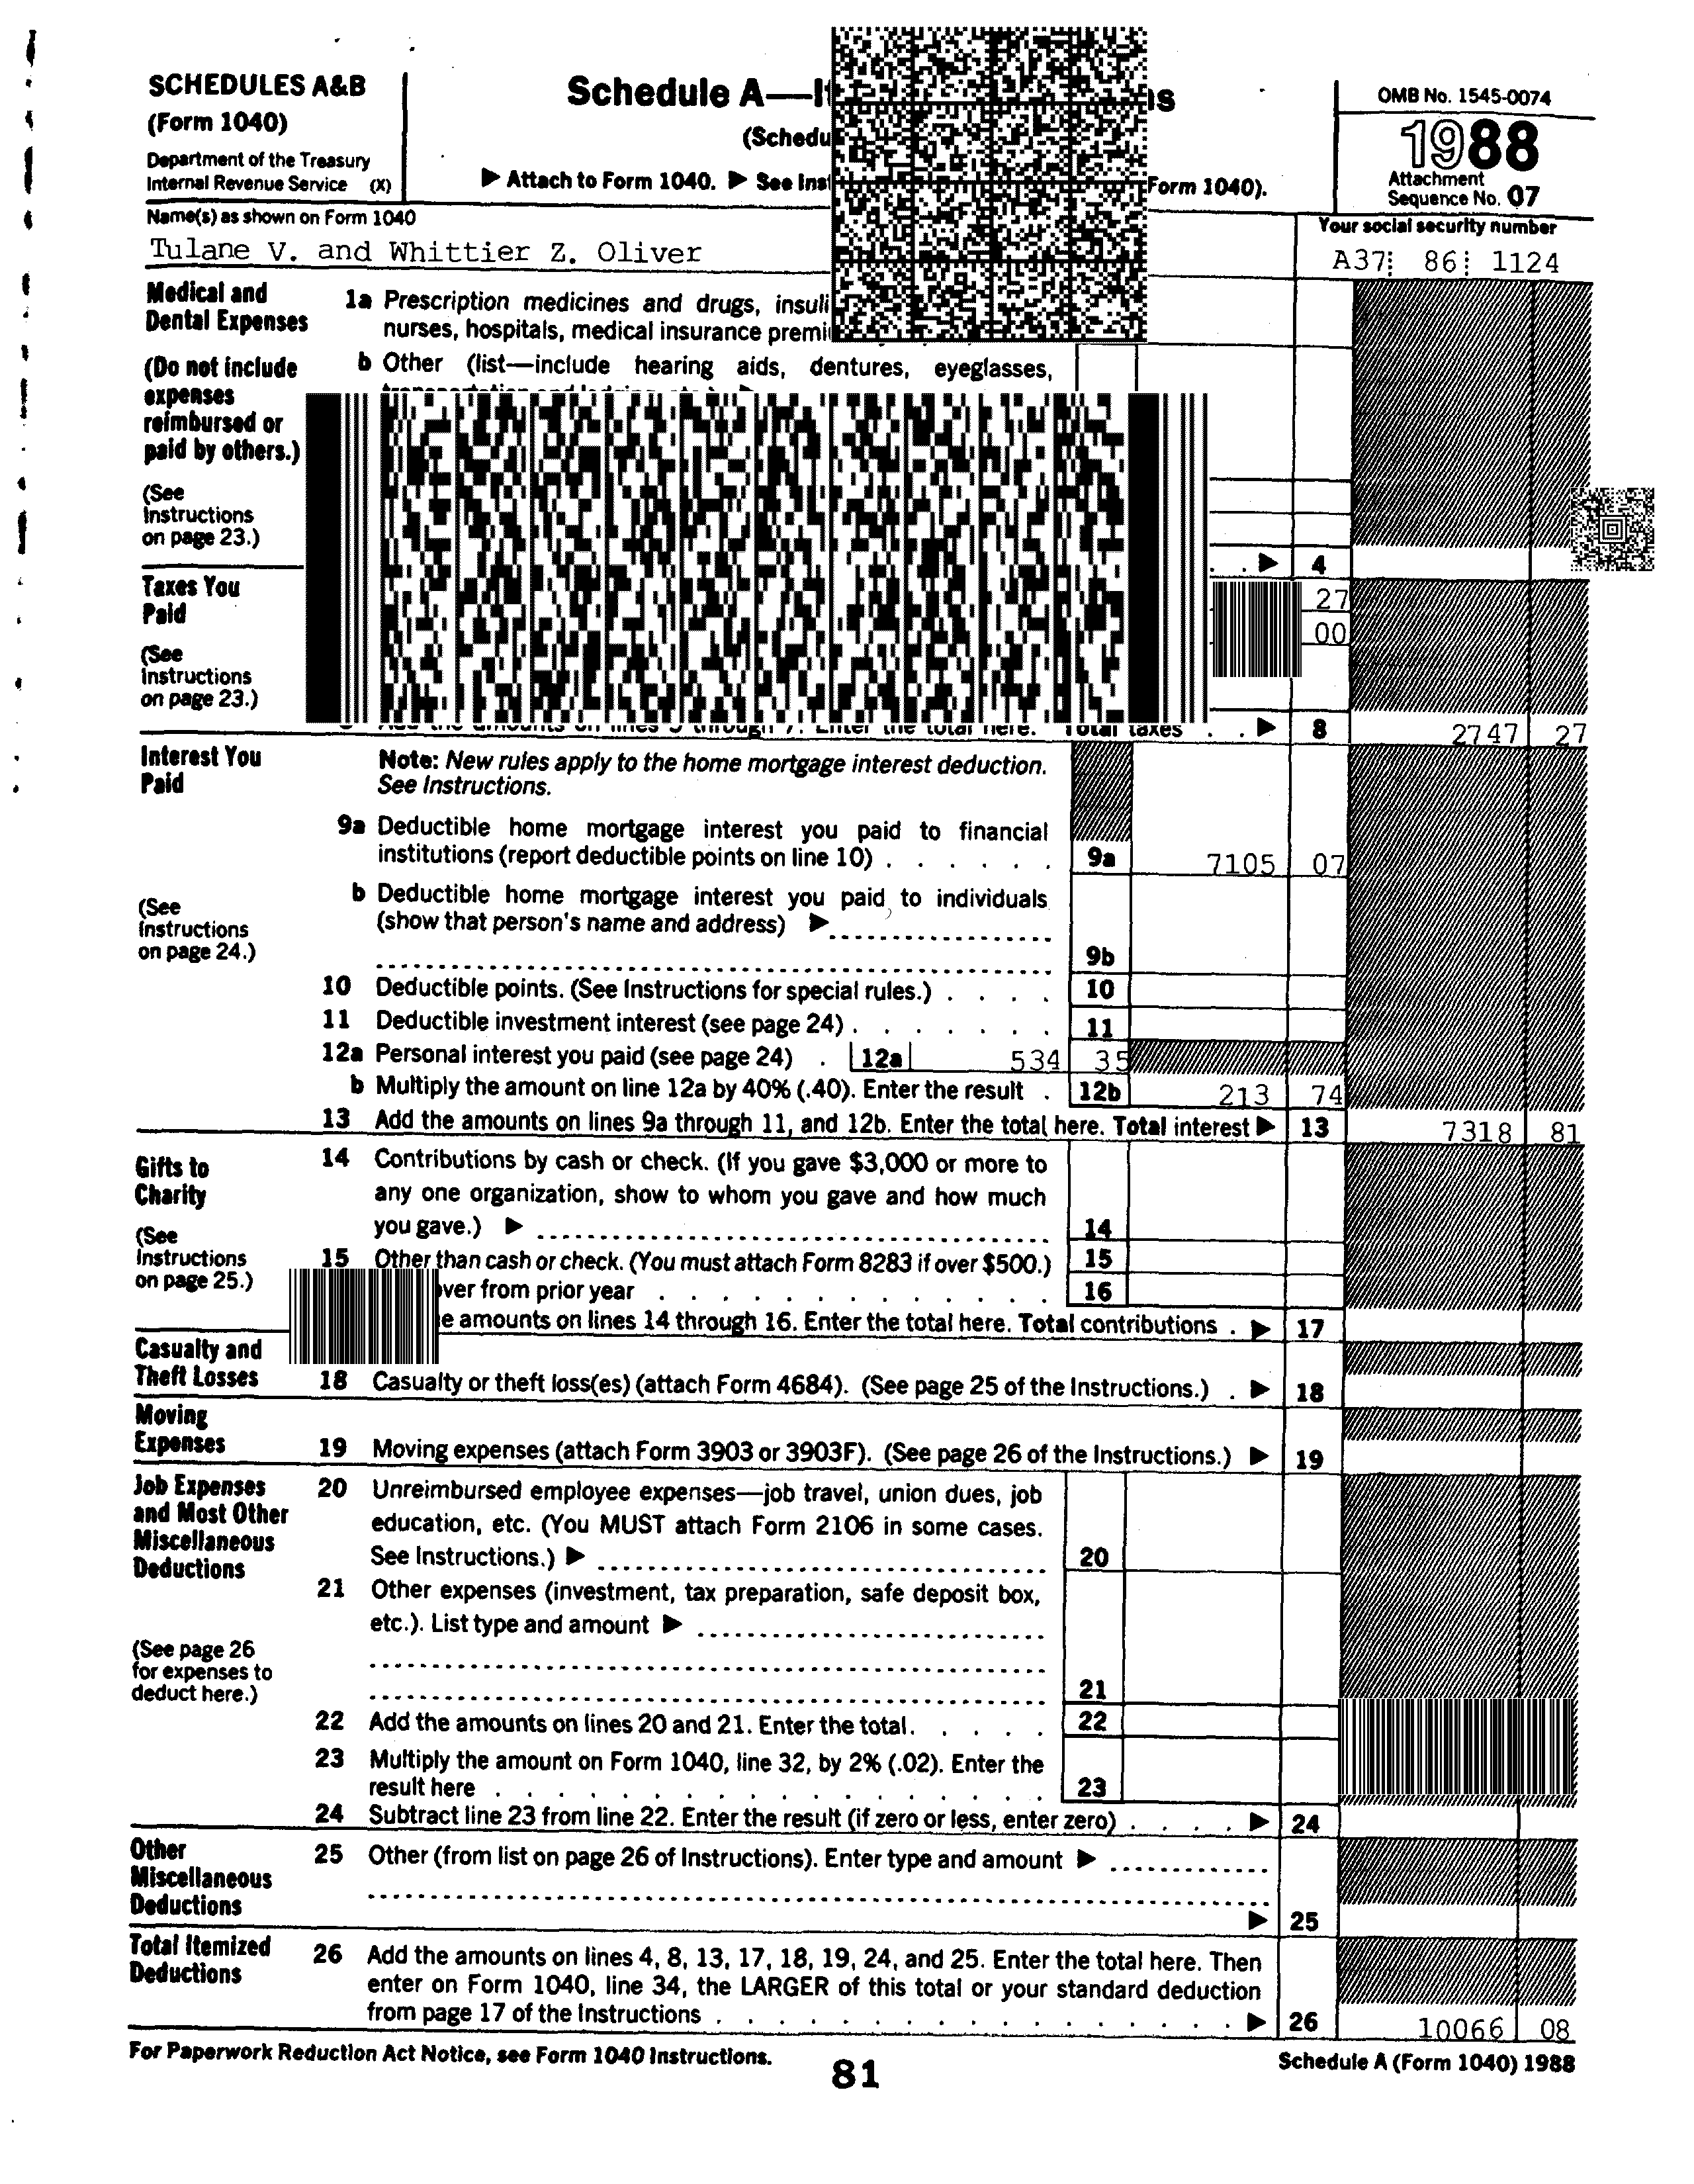 SCHEDULES A&B
(Form 1040)
Department of the Treasury
Internal Revenue Service (X)
Schedule A—
(Schedu
▶ Attach to Form 1040. ▶ See
Form 1040).
OMB No. 1545-0074
1988
Attachment
Sequence No. 07
Name(s) as shown on Form 1040
Tulane V. and Whittier Z. Oliver
Your social security number
A37 86 1124
Medical and
Dental Expenses
(Do not include
expenses
reimbursed or
paid by others.)
(See
Instructions
on page 23.)
1a Prescription medicines and drugs, insuli
nurses, hospitals, medical insurance premi
b Other (list—include hearing aids, dentures, eyeglasses,
▶ 4
Taxes You
Paid
(See
Instructions
on page 23.)
27
00
Add the amounts on lines 5 through 7. Enter the total here. Total taxes . . ▶ 8 2747 27
Interest You
Paid
(See
Instructions
on page 24.)
Note: New rules apply to the home mortgage interest deduction.
See Instructions.
9a Deductible home mortgage interest you paid to financial
institutions (report deductible points on line 10) . . . . . . 9a 7105 07
b Deductible home mortgage interest you paid to individuals
(show that person's name and address) ▶
9b
10 Deductible points. (See Instructions for special rules.) . . . . 10
11 Deductible investment interest (see page 24) . . . . . . . 11
12a Personal interest you paid (see page 24) . 12a 534 35
b Multiply the amount on line 12a by 40% (.40). Enter the result . 12b 213 74
13 Add the amounts on lines 9a through 11, and 12b. Enter the total here. Total interest ▶ 13 7318 81
Gifts to
Charity
(See
Instructions
on page 25.)
14 Contributions by cash or check. (If you gave $3,000 or more to
any one organization, show to whom you gave and how much
you gave.) ▶ 14
15 Other than cash or check. (You must attach Form 8283 if over $500.) 15
ver from prior year . . . . . . . . . . . . . 16
e amounts on lines 14 through 16. Enter the total here. Total contributions . ▶ 17
Casualty and
Theft Losses
18 Casualty or theft loss(es) (attach Form 4684). (See page 25 of the Instructions.) . ▶ 18
Moving
Expenses
19 Moving expenses (attach Form 3903 or 3903F). (See page 26 of the Instructions.) ▶ 19
Job Expenses
and Most Other
Miscellaneous
Deductions
(See page 26
for expenses to
deduct here.)
20 Unreimbursed employee expenses—job travel, union dues, job
education, etc. (You MUST attach Form 2106 in some cases.
See Instructions.) ▶ 20
21 Other expenses (investment, tax preparation, safe deposit box,
etc.). List type and amount ▶
21
22 Add the amounts on lines 20 and 21. Enter the total. . . . . 22
23 Multiply the amount on Form 1040, line 32, by 2% (.02). Enter the
result here . . . . . . . . . . . . . . . . . 23
24 Subtract line 23 from line 22. Enter the result (if zero or less, enter zero) . . . . ▶ 24
Other
Miscellaneous
Deductions
25 Other (from list on page 26 of Instructions). Enter type and amount ▶
▶ 25
Total Itemized
Deductions
26 Add the amounts on lines 4, 8, 13, 17, 18, 19, 24, and 25. Enter the total here. Then
enter on Form 1040, line 34, the LARGER of this total or your standard deduction
from page 17 of the Instructions . . . . . . . . . . . . . . . . ▶ 26 10066 08
For Paperwork Reduction Act Notice, see Form 1040 Instructions.
81
Schedule A (Form 1040) 1988